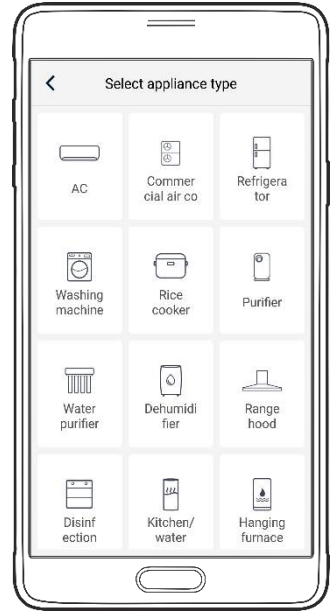 Select appliance type
AC
Commer
cial air co
Refrigera
tor
Washing
machine
Rice
cooker
Purifier
Water
purifier
Dehumidi
fier
Range
hood
Disinf
ection
Kitchen/
water
Hanging
furnace